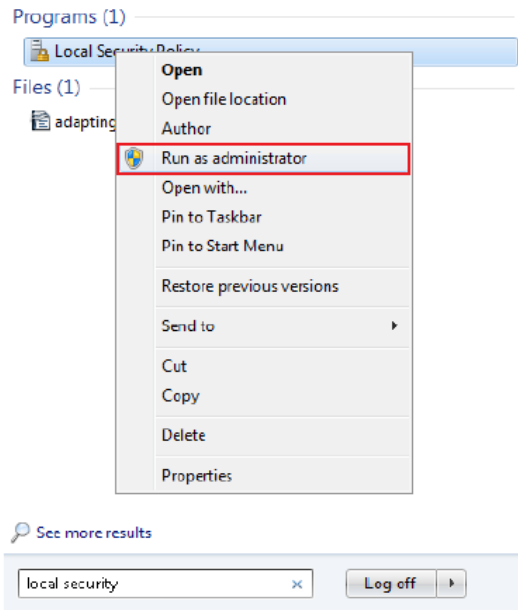 Programs (1)
Local Security Policy
Files (1)
adapting
Open
Open file location
Author
Run as administrator
Open with...
Pin to Taskbar
Pin to Start Menu
Restore previous versions
Send to
Cut
Copy
Delete
Properties
See more results
local security
Log off